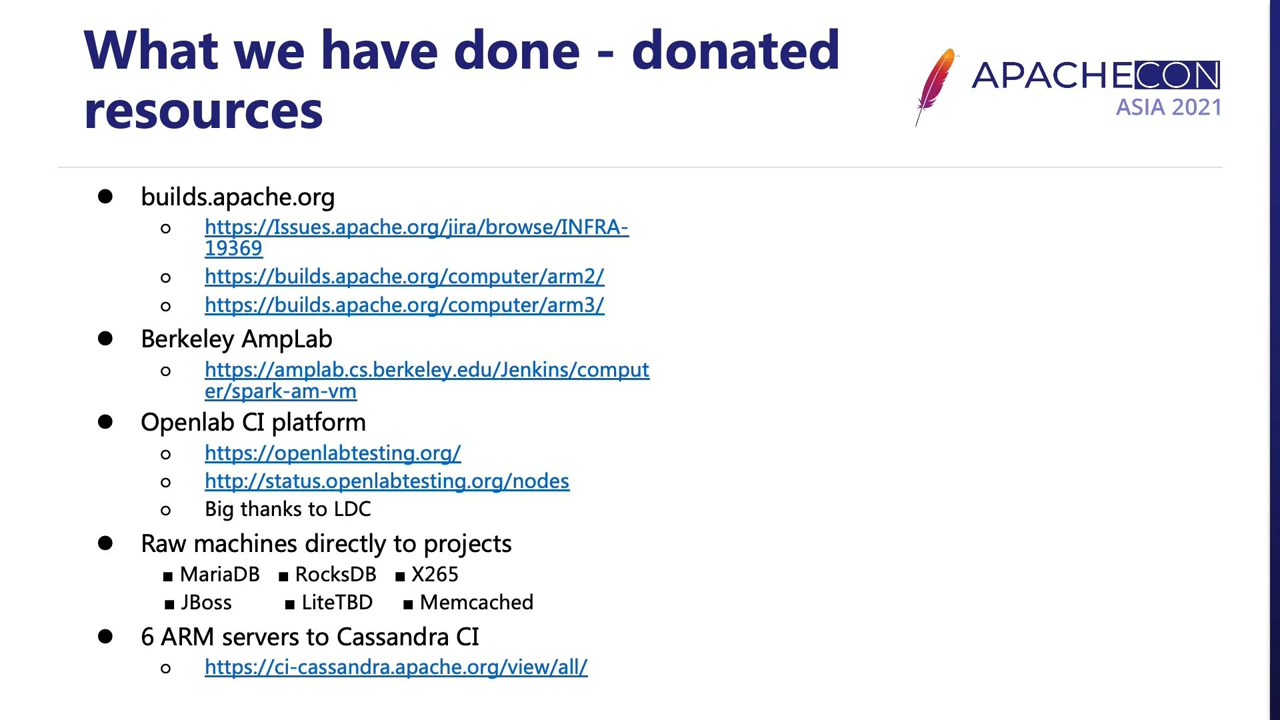 What we have done - donated
resources
APACHECON
ASIA 2021
● builds.apache.org
○ https://Issues.apache.org/jira/browse/INFRA-
19369
○ https://builds.apache.org/computer/arm2/
○ https://builds.apache.org/computer/arm3/
● Berkeley AmpLab
○ https://amplab.cs.berkeley.edu/Jenkins/comput
er/spark-am-vm
● Openlab CI platform
○ https://openlabtesting.org/
○ http://status.openlabtesting.org/nodes
○ Big thanks to LDC
● Raw machines directly to projects
■ MariaDB ■ RocksDB ■ X265
■ JBoss ■ LiteTBD ■ Memcached
● 6 ARM servers to Cassandra CI
○ https://ci-cassandra.apache.org/view/all/